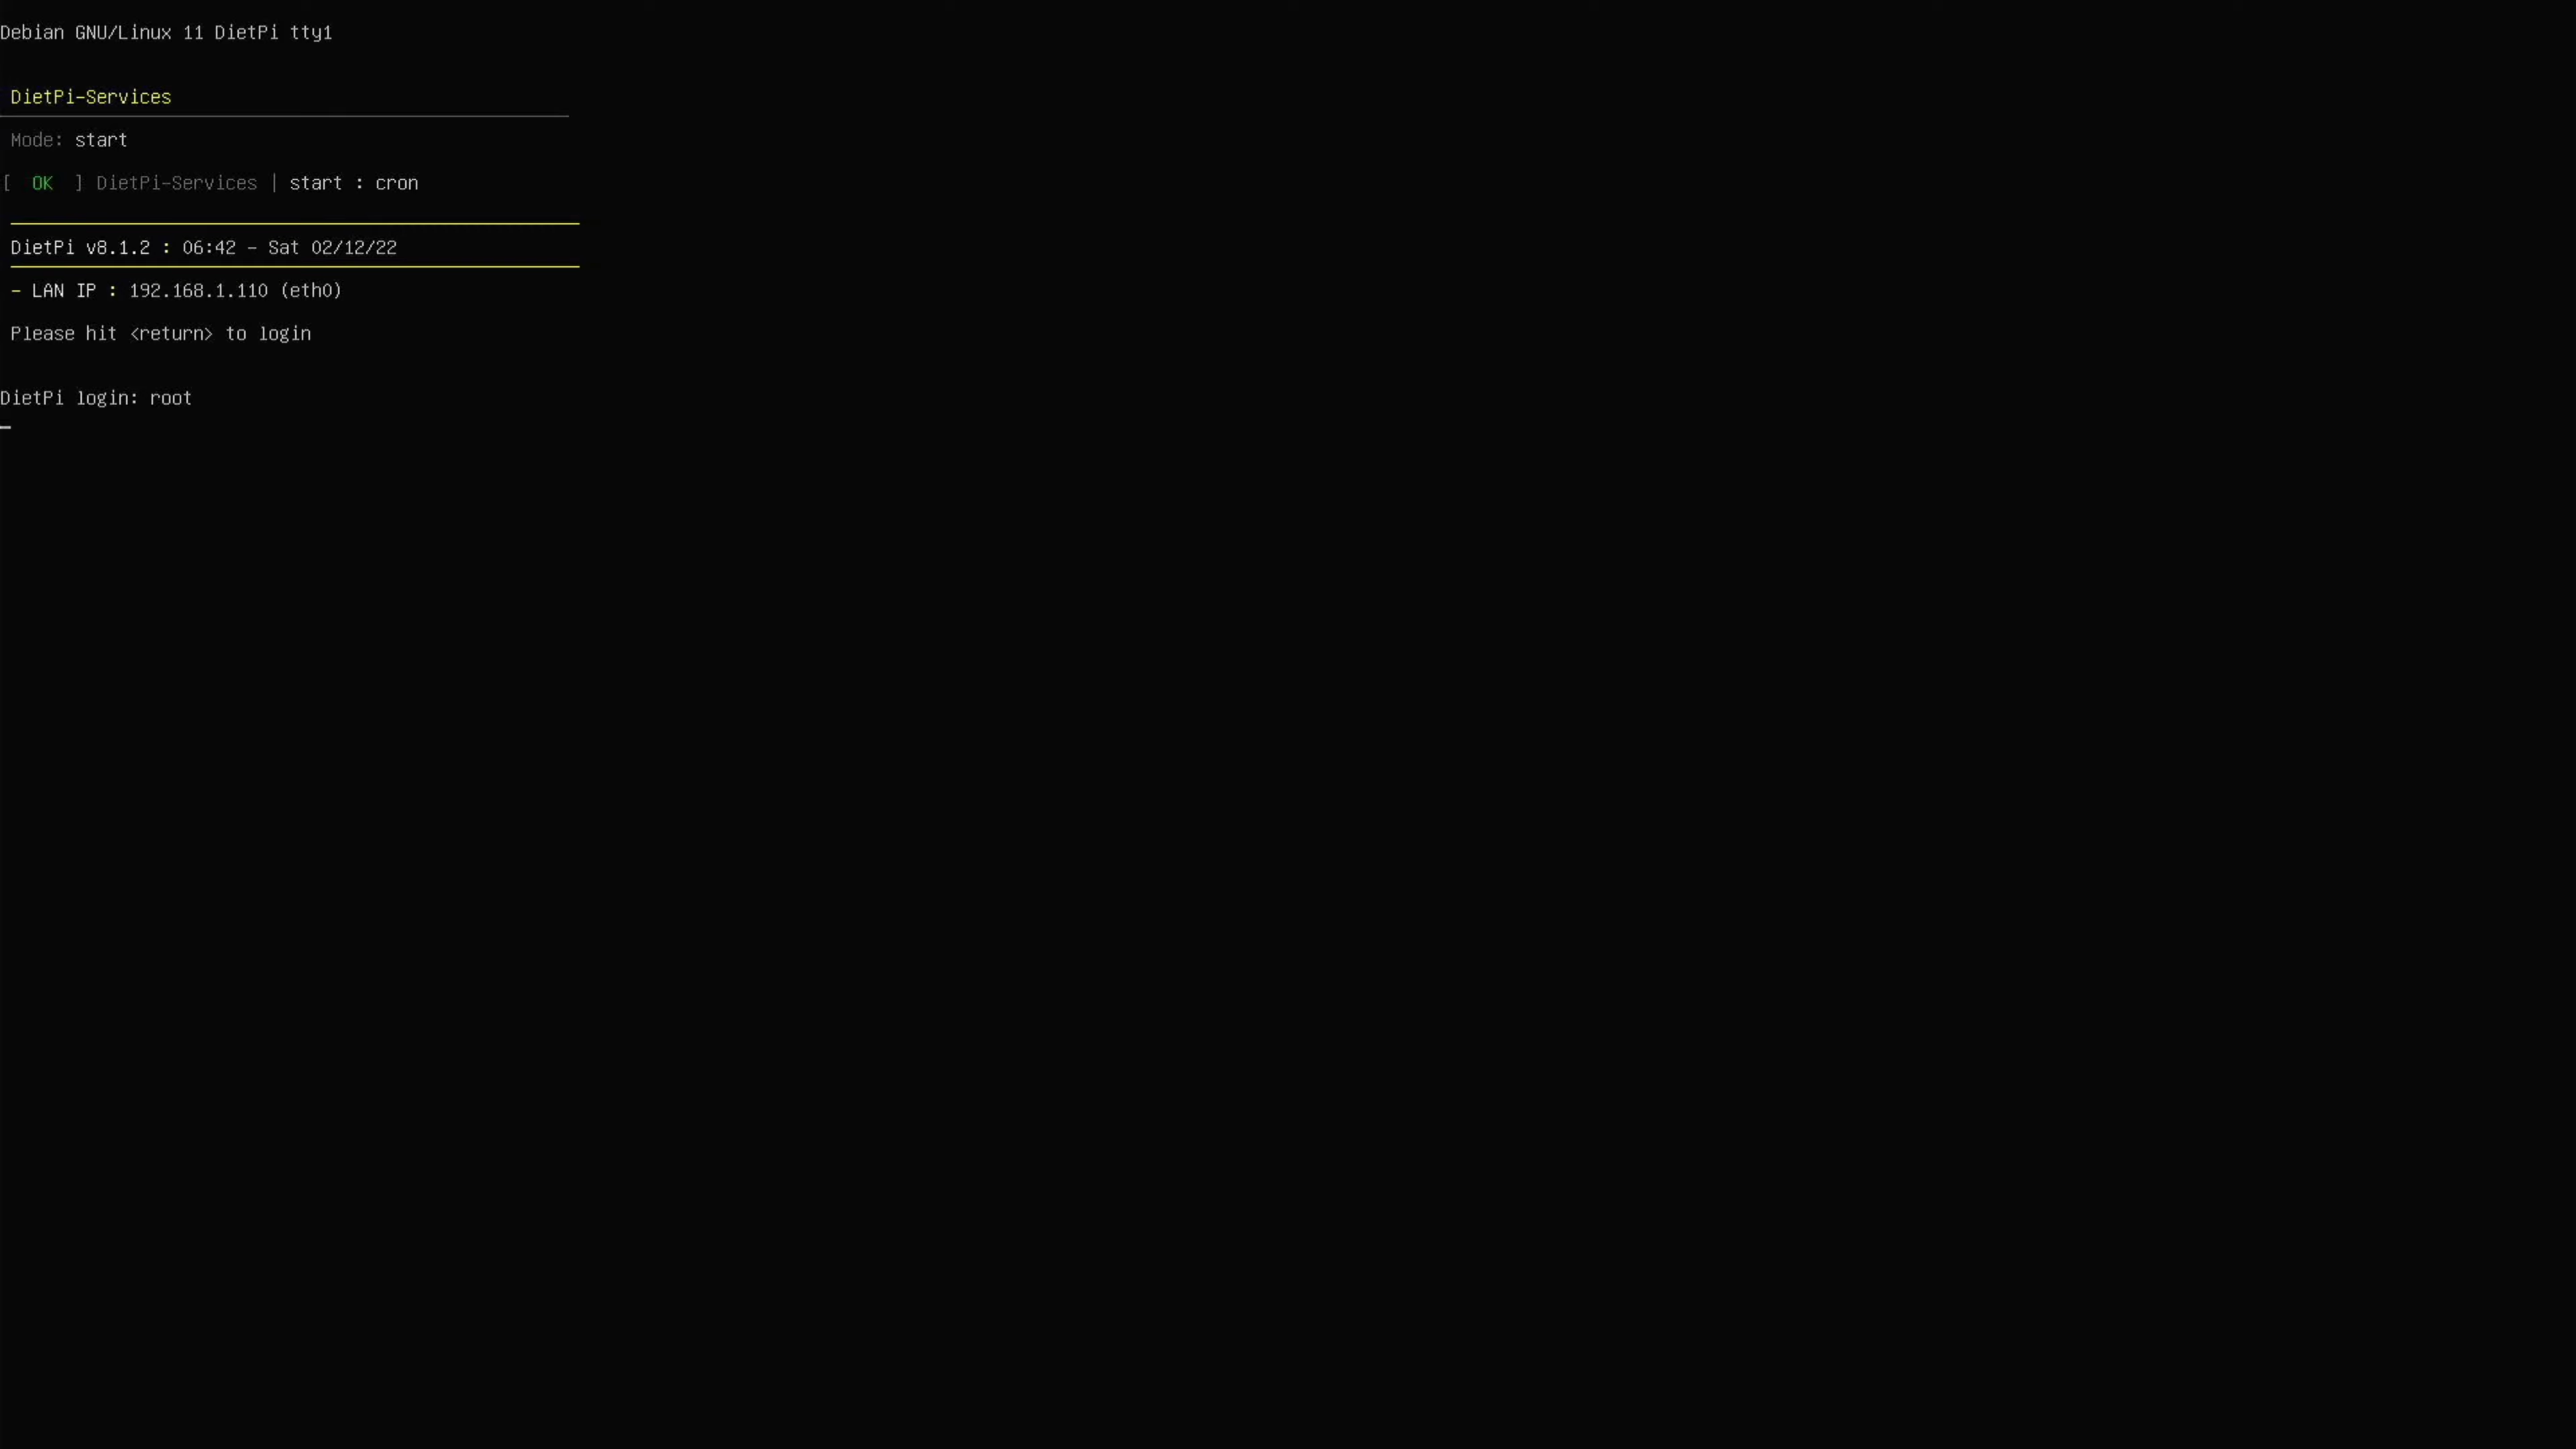 Debian GNU/Linux 11 DietPi tty1
DietPi-Services
Mode: start
[ OK ] DietPi-Services | start : cron
DietPi v8.1.2 : 06:42 - Sat 02/12/22
- LAN IP : 192.168.1.110 (eth0)
Please hit <return> to login
DietPi login: root